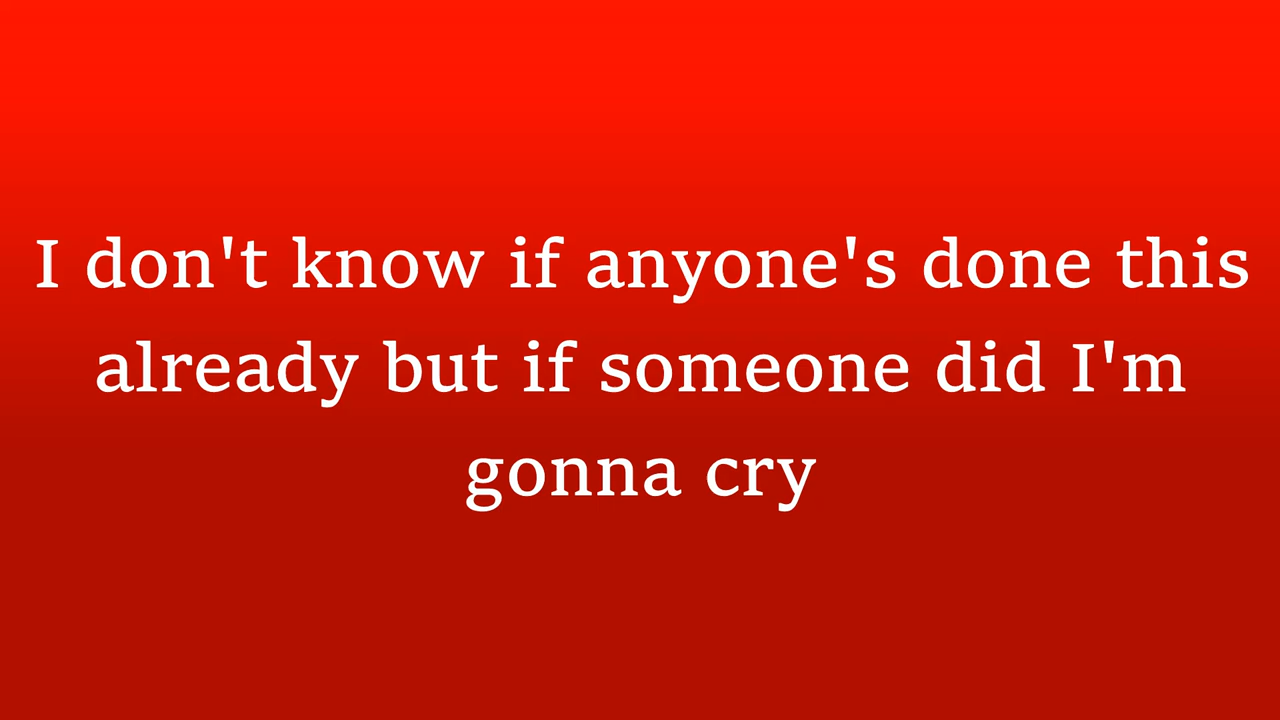 I don't know if anyone's done this
already but if someone did I'm
gonna cry